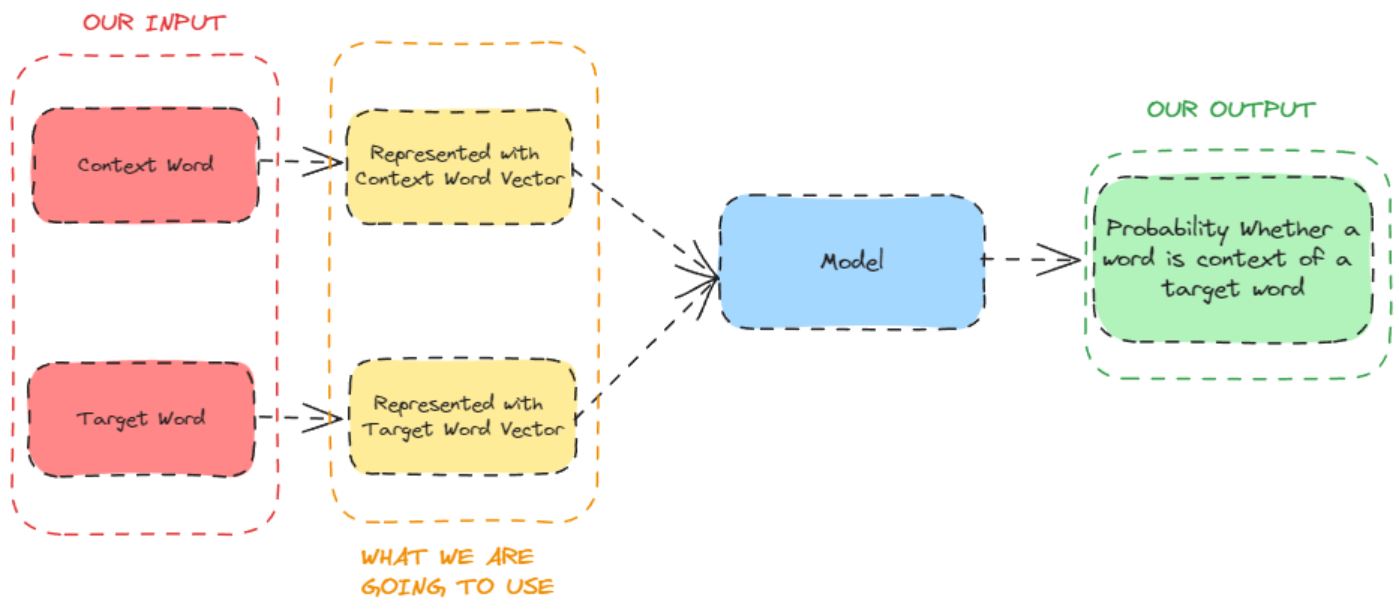 OUR INPUT
Context Word
Target Word
Represented with
Context Word Vector
Represented with
Target Word Vector
WHAT WE ARE
GOING TO USE
Model
OUR OUTPUT
Probability Whether a
word is context of a
target word